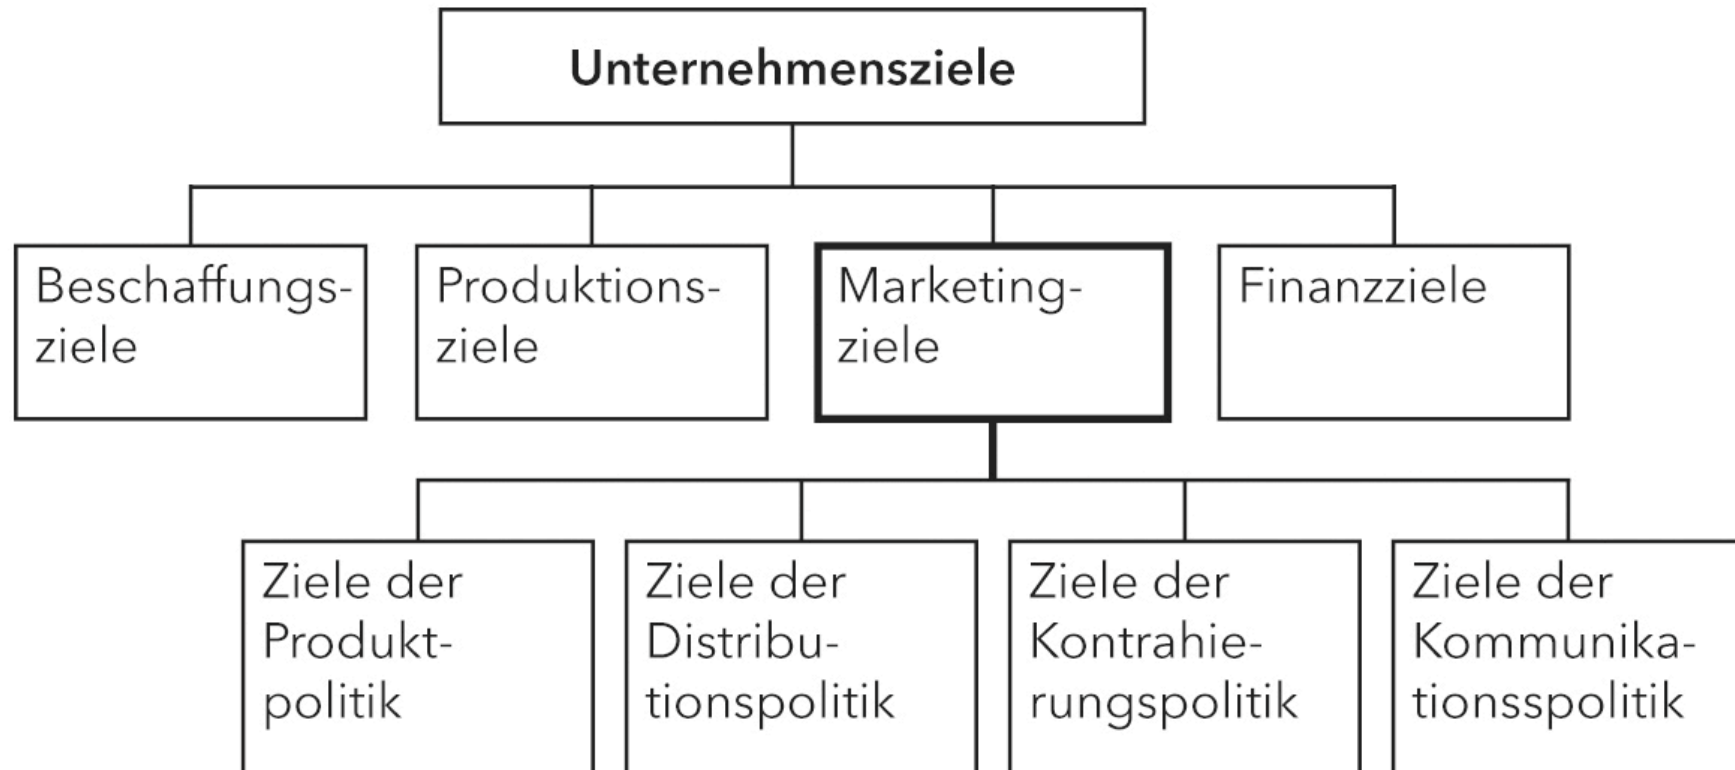 Unternehmensziele
Beschaffungs-
ziele
Produktions-
ziele
Marketing-
ziele
Finanzziele
Ziele der
Produkt-
politik
Ziele der
Distribu-
tionspolitik
Ziele der
Kontrahie-
rungspolitik
Ziele der
Kommunika-
tionsspolitik